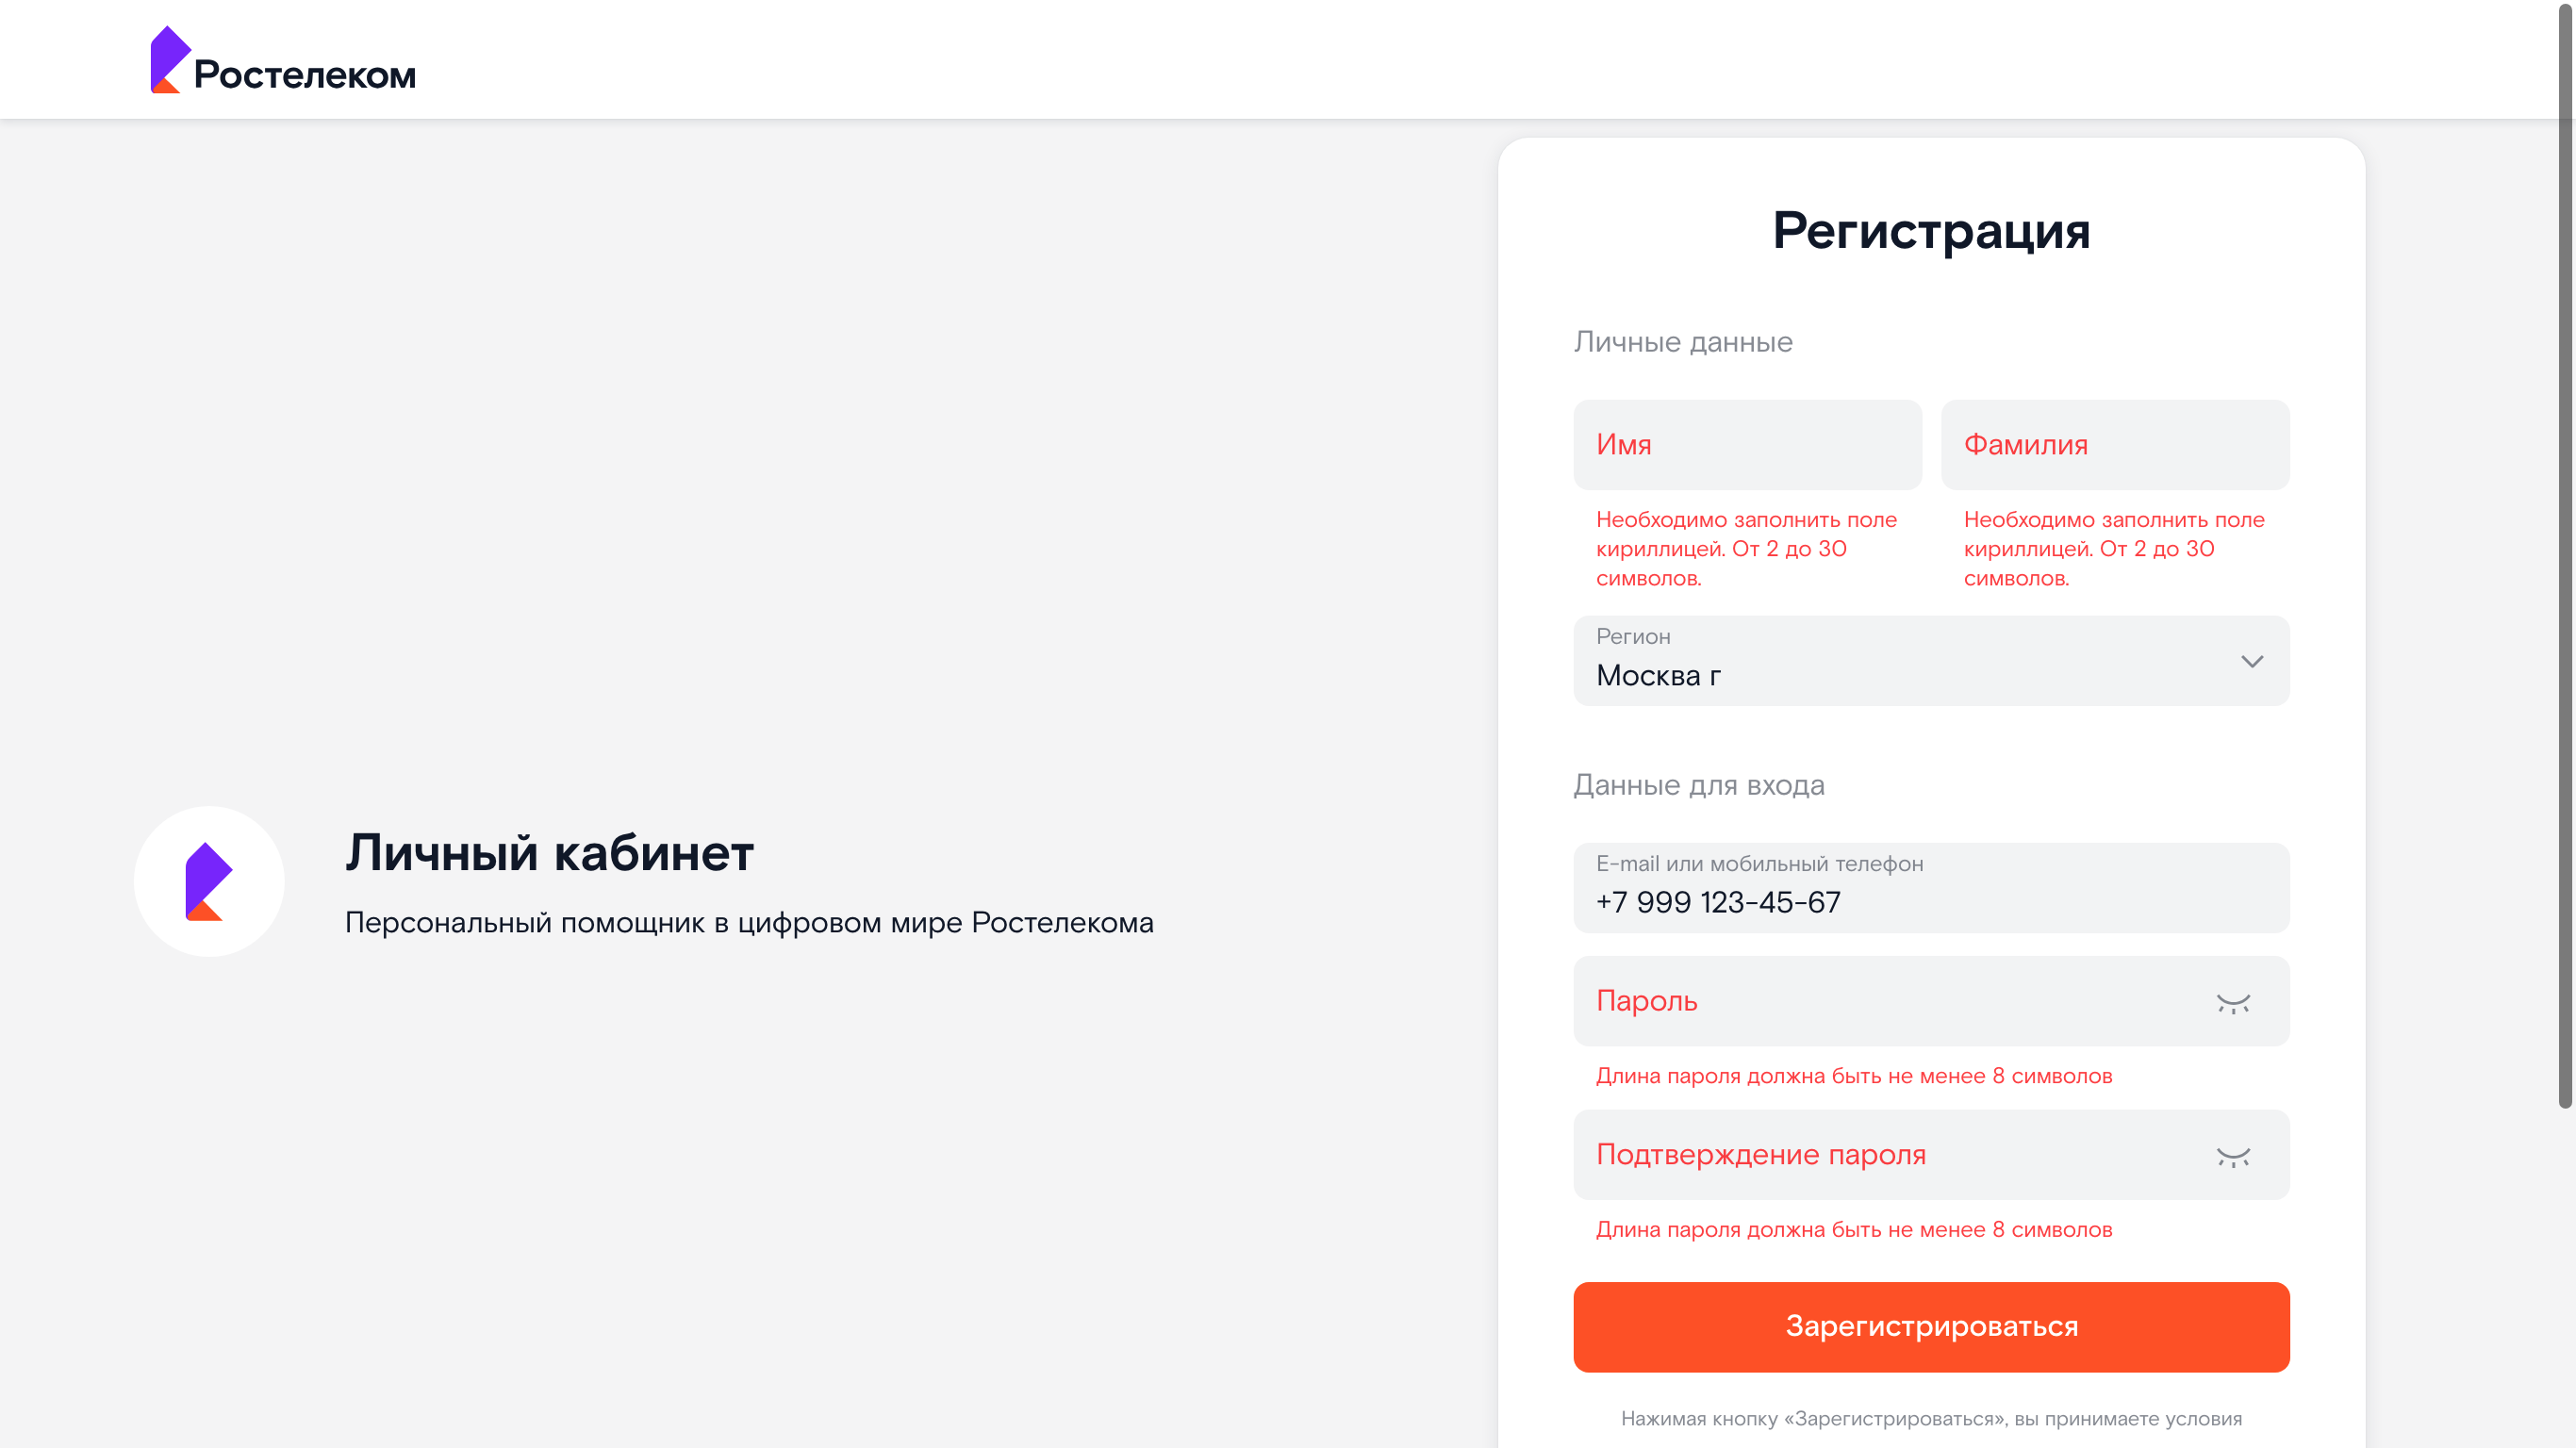 Ростелеком
Личный кабинет
Персональный помощник в цифровом мире Ростелекома
Регистрация
Личные данные
Имя
Необходимо заполнить поле
кириллицей. От 2 до 30
символов.
Фамилия
Необходимо заполнить поле
кириллицей. От 2 до 30
символов.
Регион
Москва г
Данные для входа
E-mail или мобильный телефон
+7 999 123-45-67
Пароль
Длина пароля должна быть не менее 8 символов
Подтверждение пароля
Длина пароля должна быть не менее 8 символов
Зарегистрироваться
Нажимая кнопку «Зарегистрироваться», вы принимаете условия